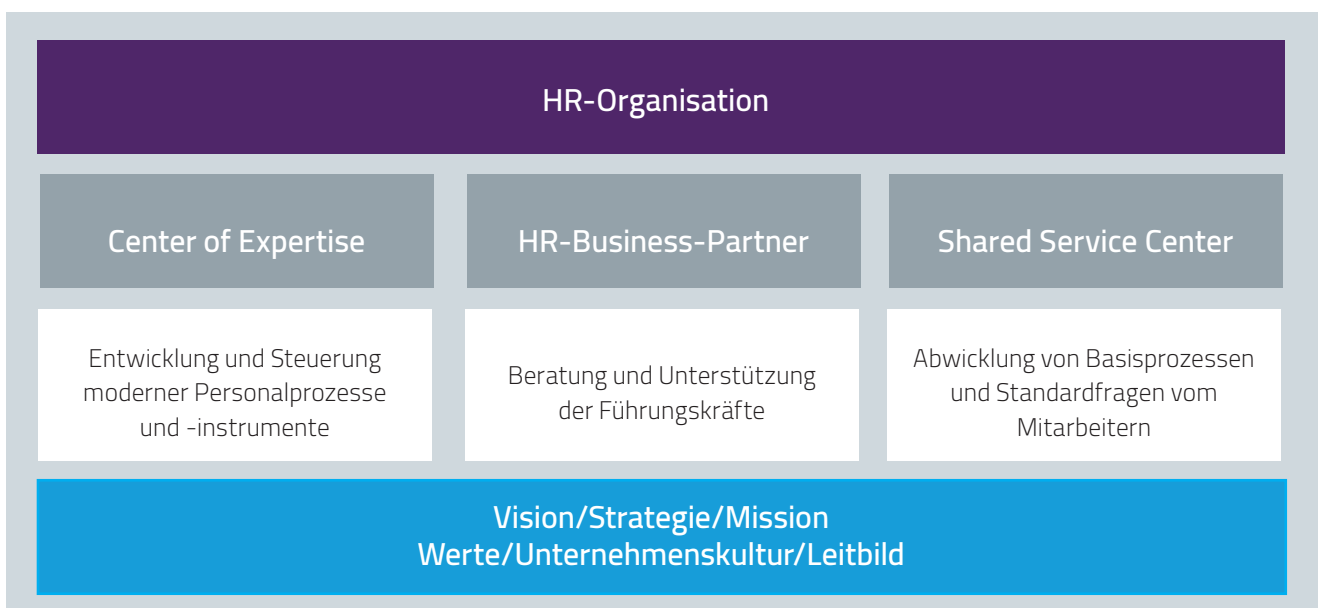 HR-Organisation
Center of Expertise
HR-Business-Partner
Shared Service Center
Entwicklung und Steuerung
moderner Personalprozesse
und -instrumente
Beratung und Unterstützung
der Führungskräfte
Abwicklung von Basisprozessen
und Standardfragen vom
Mitarbeitern
Vision/Strategie/Mission
Werte/Unternehmenskultur/Leitbild